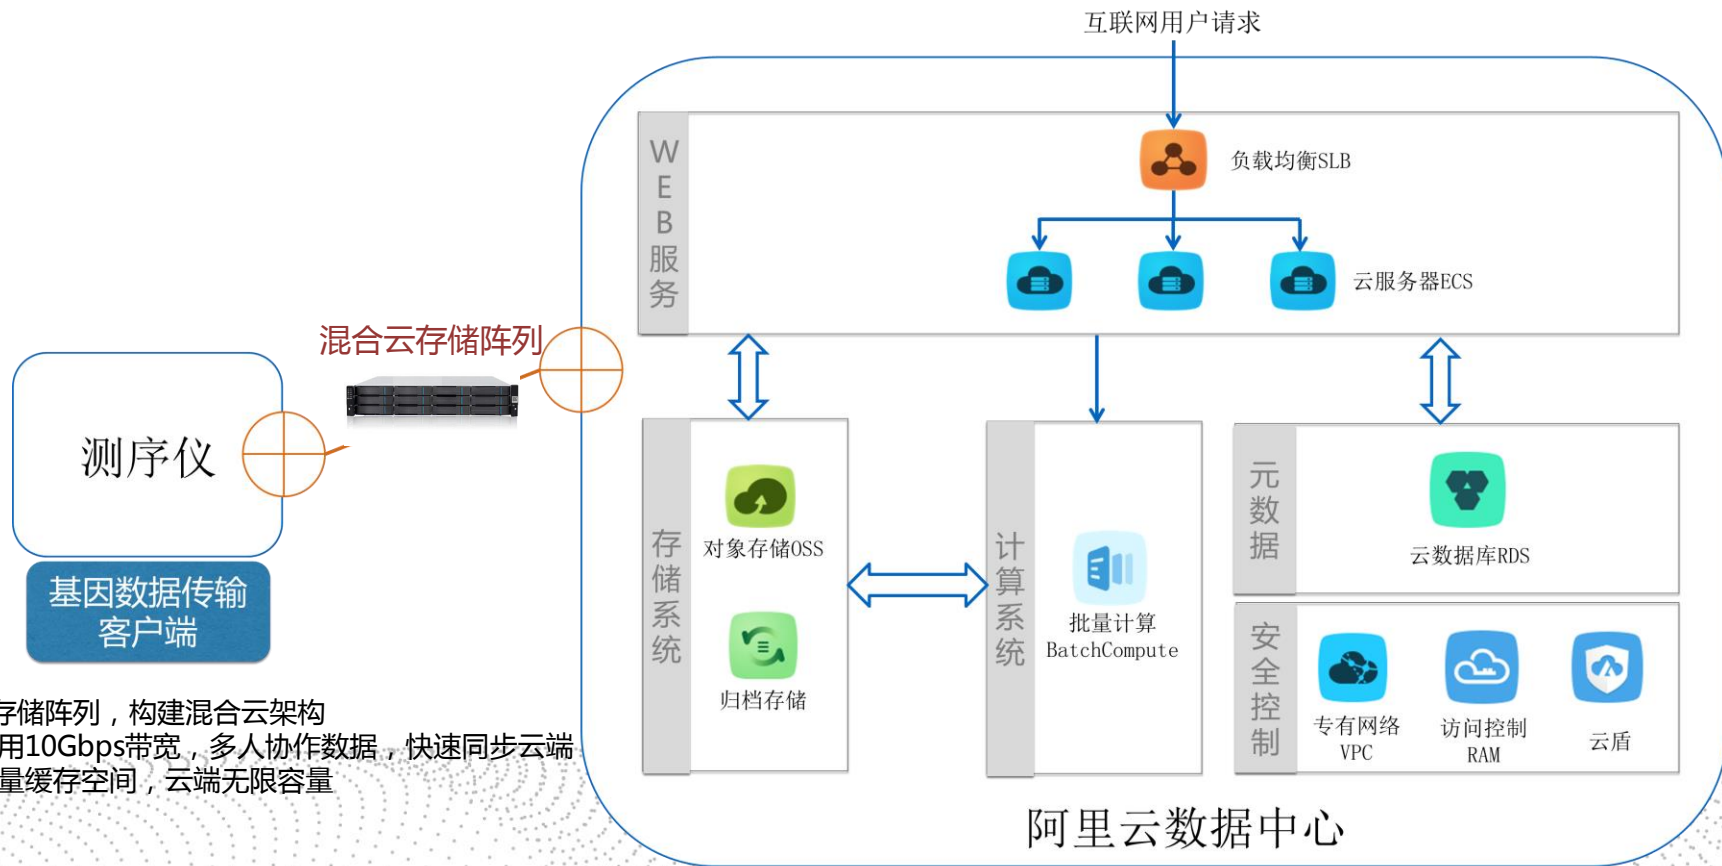 互联网用户请求
WEB服务
负载均衡SLB
云服务器ECS
混合云存储阵列
测序仪
基因数据传输
客户端
存储系统
对象存储OSS
归档存储
计算系统
批量计算
BatchCompute
元数据
云数据库RDS
安全控制
专有网络
VPC
访问控制
RAM
云盾
存储阵列，构建混合云架构
用10Gbps带宽，多人协作数据，快速同步云端
量缓存空间，云端无限容量
阿里云数据中心